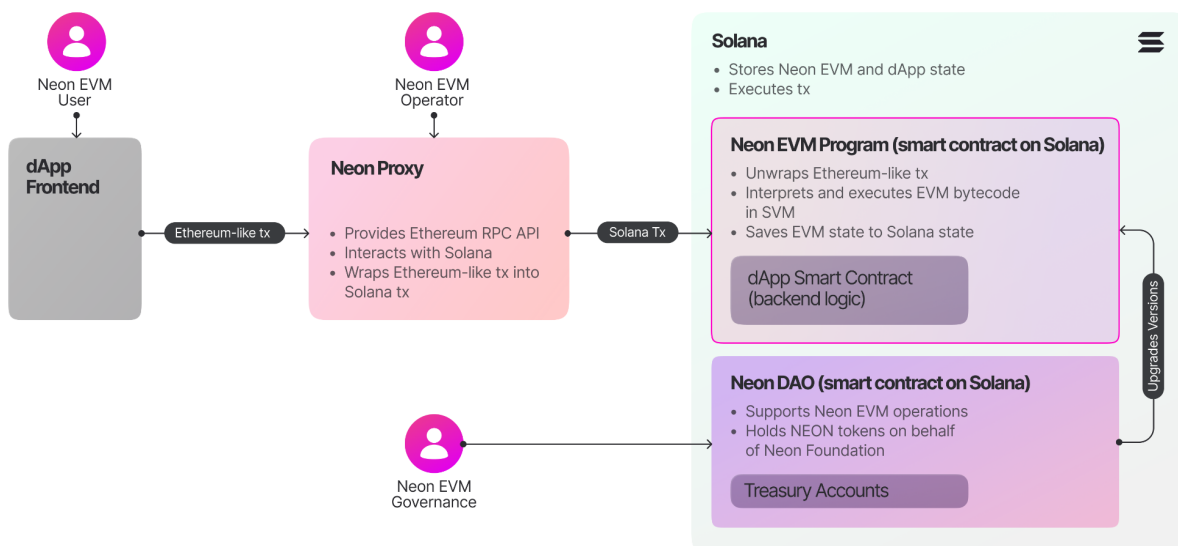 Neon EVM
User
Neon EVM
Operator
dApp
Frontend
Ethereum-like tx
Neon Proxy
• Provides Ethereum RPC API
• Interacts with Solana
• Wraps Ethereum-like tx into
Solana tx
Solana Tx
Solana
• Stores Neon EVM and dApp state
• Executes tx
Neon EVM Program (smart contract on Solana)
• Unwraps Ethereum-like tx
• Interprets and executes EVM bytecode
in SVM
• Saves EVM state to Solana state
dApp Smart Contract
(backend logic)
Upgrades Versions
Neon DAO (smart contract on Solana)
• Supports Neon EVM operations
• Holds NEON tokens on behalf
of Neon Foundation
Treasury Accounts
Neon EVM
Governance